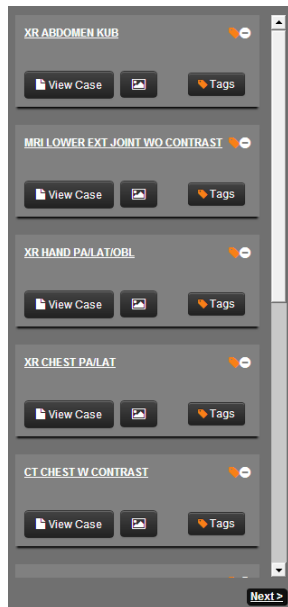 XR ABDOMEN KUB
View Case Tags
MRI LOWER EXT JOINT WO CONTRAST
View Case Tags
XR HAND PA/LAT/OBL
View Case Tags
XR CHEST PA/LAT
View Case Tags
CT CHEST W CONTRAST
View Case Tags
Next >